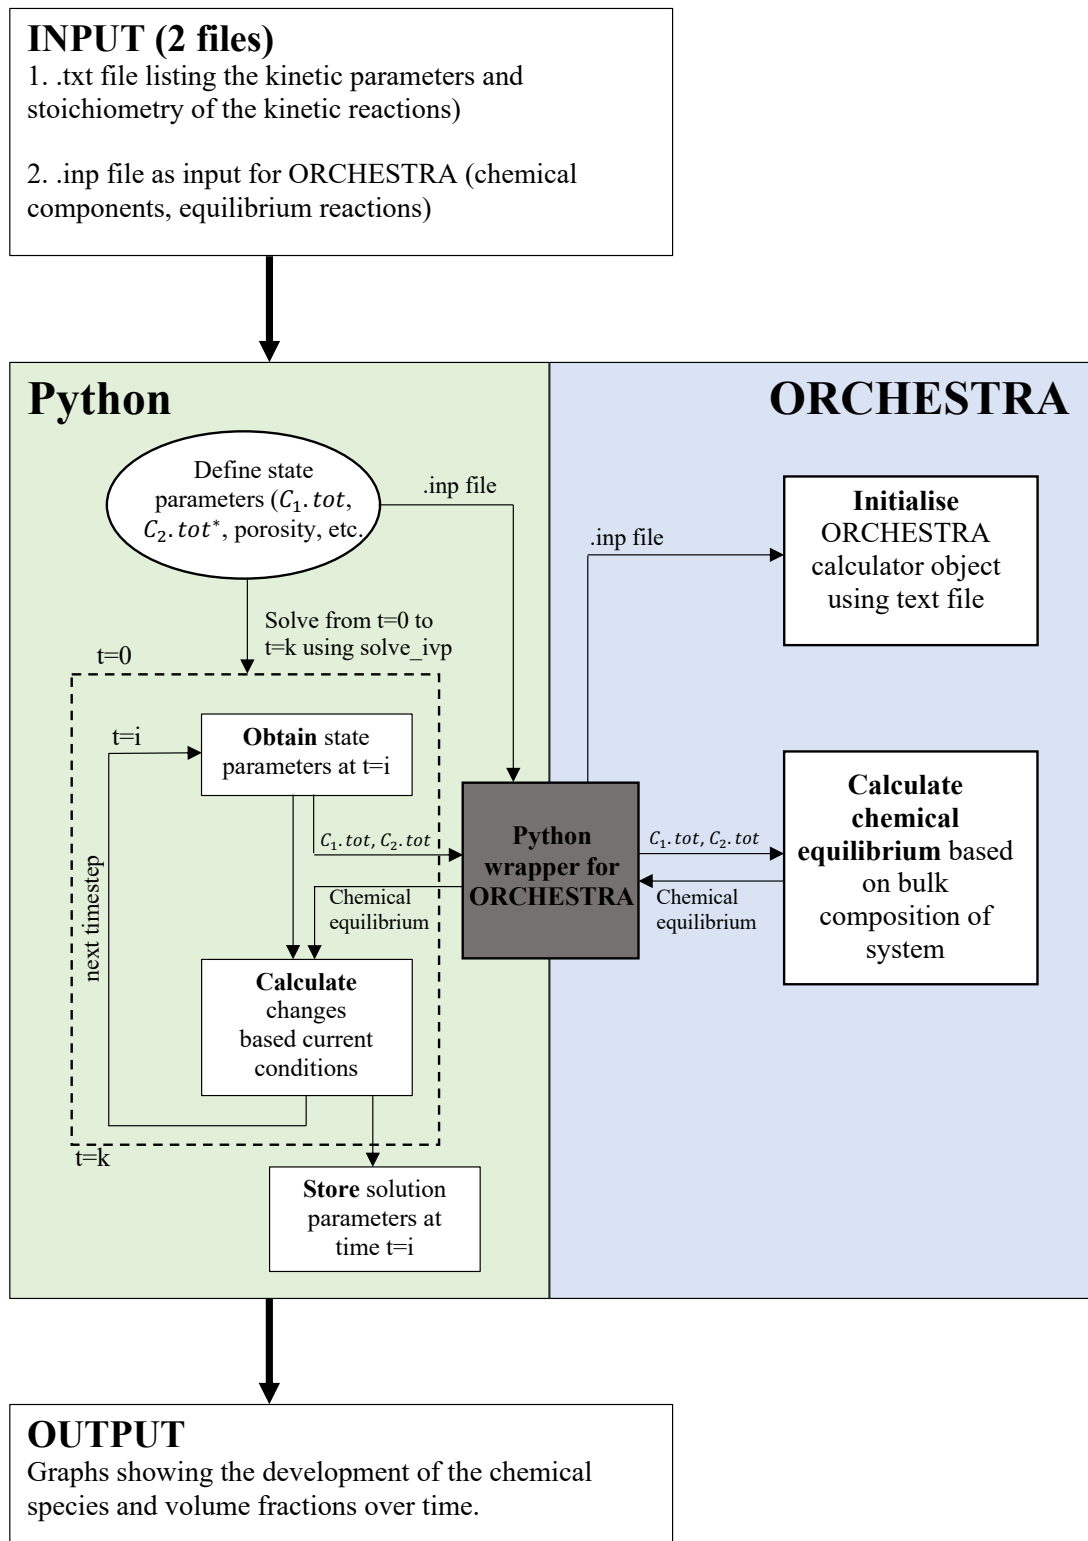 INPUT (2 files)
1. .txt file listing the kinetic parameters and
stoichiometry of the kinetic reactions)
2. .inp file as input for ORCHESTRA (chemical
components, equilibrium reactions)
Python
ORCHESTRA
Define state
parameters (C₁.tot,
C₂.tot*, porosity, etc.
.inp file
.inp file
Initialise
ORCHESTRA
calculator object
using text file
Solve from t=0 to
t=k using solve_ivp
t=0
t=i
Obtain state
parameters at t=i
C₁.tot, C₂.tot
Python
wrapper for
ORCHESTRA
C₁.tot, C₂.tot
Calculate
chemical
equilibrium based
on bulk
composition of
system
Chemical
equilibrium
Chemical
equilibrium
next timestep
Calculate
changes
based current
conditions
t=k
Store solution
parameters at
time t=i
OUTPUT
Graphs showing the development of the chemical
species and volume fractions over time.